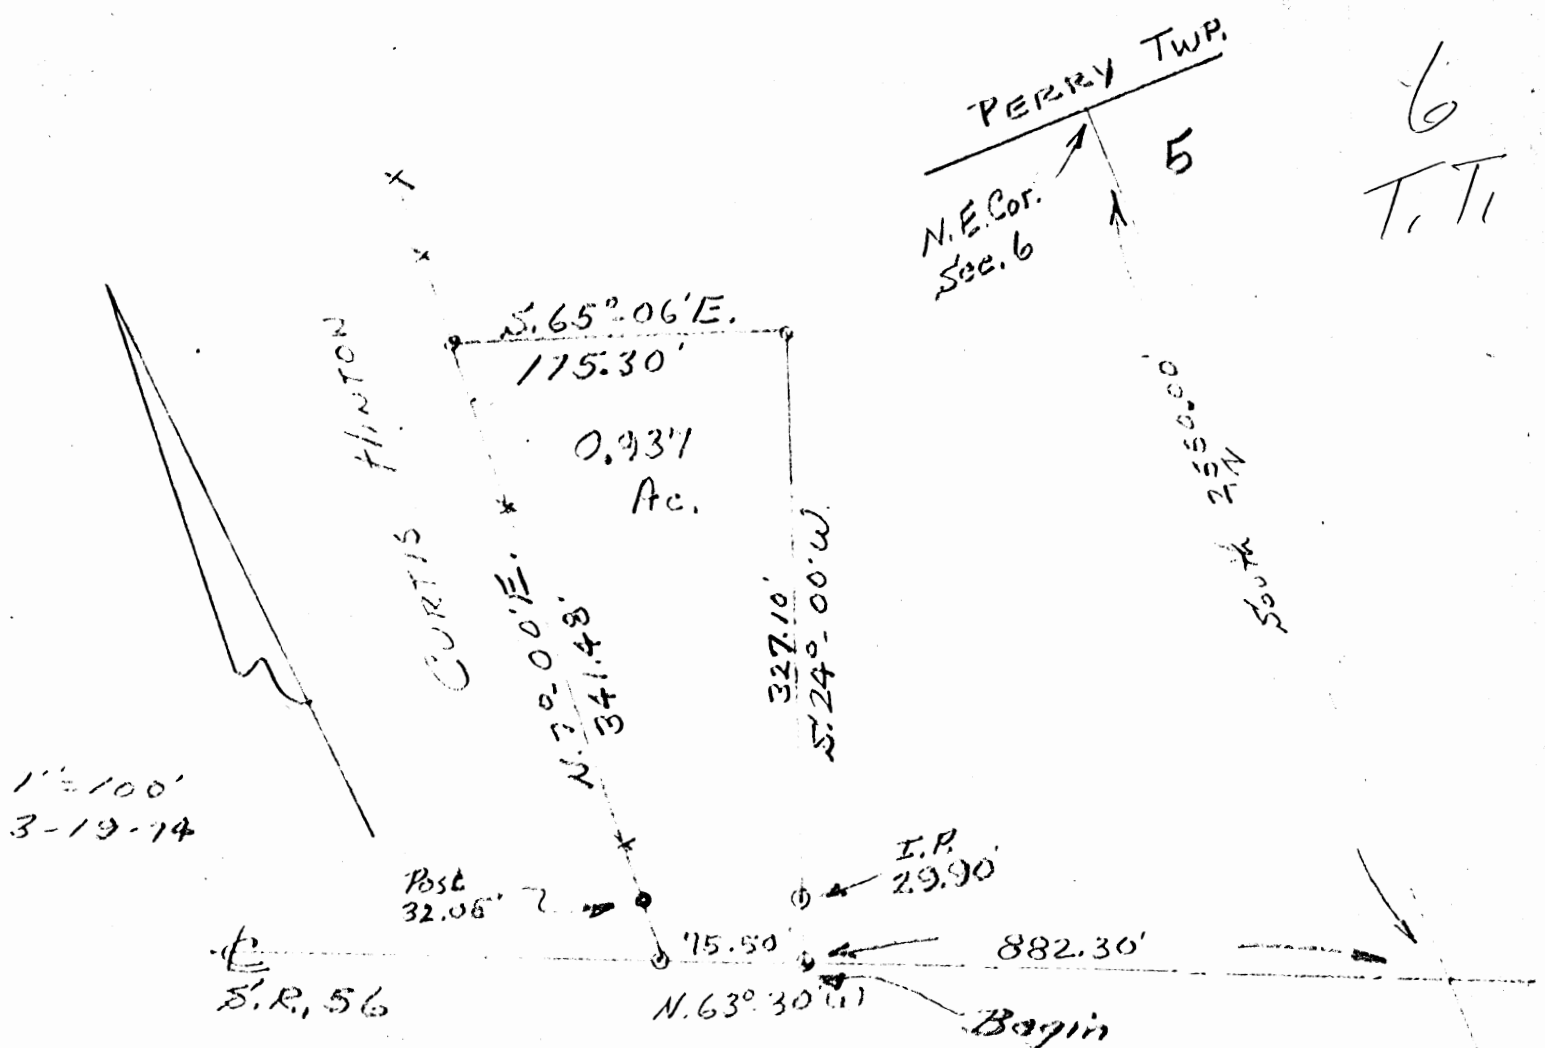 PERRY TWP.
6
T.T.
5
N.E. Cor.
Sec. 6
S. 65°-06' E.
175.30'
0.937
Ac.
CURTIS HINTON
N. 7°-00' E.
341.48'
327.10'
S. 24°-00' W.
South
1" = 100'
3-19-74
Post
32.05'
I.P.
29.90'
75.50'
882.30'
℄
S.R. 56
N. 63° 30' W
Begin